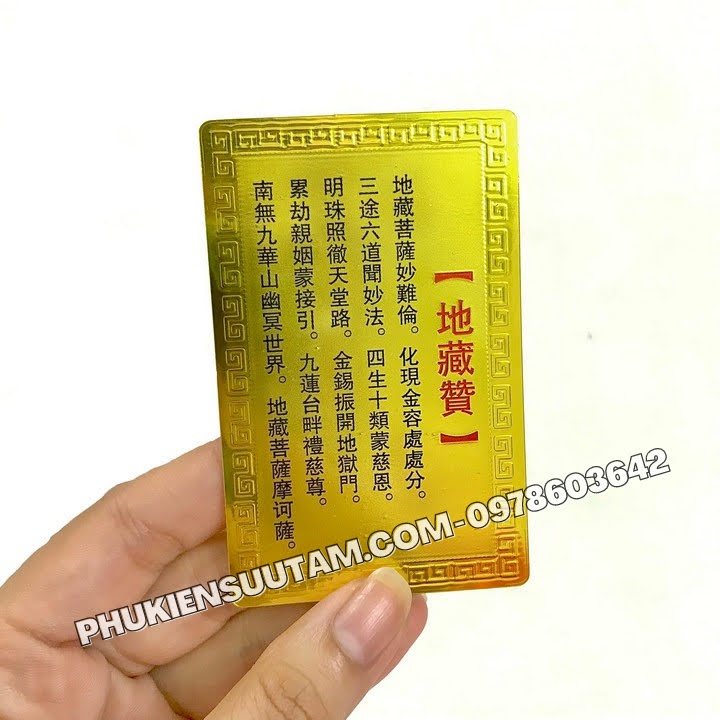 【地藏贊】
地藏菩薩妙難倫。化現金容處處分。
三途六道聞妙法。四生十類蒙慈恩。
明珠照徹天堂路。金錫振開地獄門。
累劫親姻蒙接引。九蓮台畔禮慈尊。
南無九華山幽冥世界。地藏菩薩摩诃薩。
PHUKIENSUUTAM.COM-0978603642